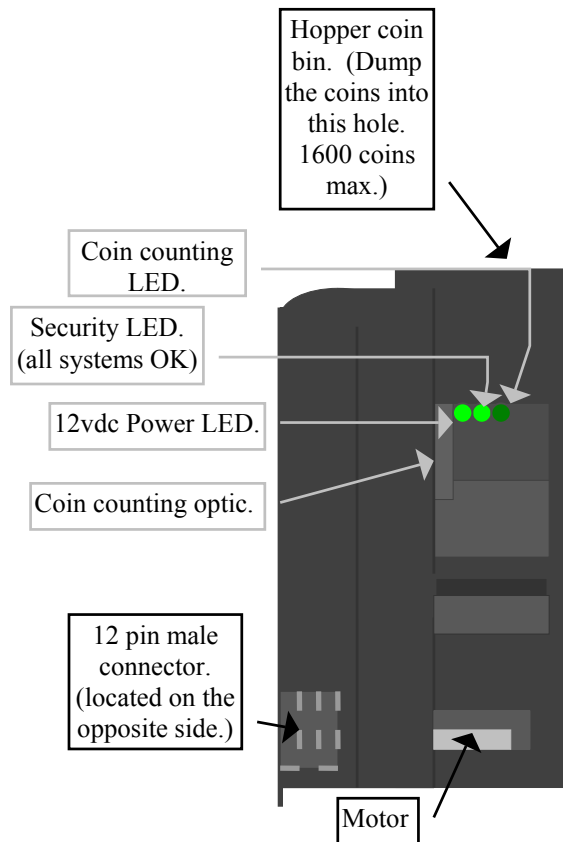 Hopper coin
bin.  (Dump
the coins into
this hole.
1600 coins
max.)
Coin counting
LED.
Security LED.
(all systems OK)
12vdc Power LED.
Coin counting optic.
12 pin male
connector.
(located on the
opposite side.)
Motor